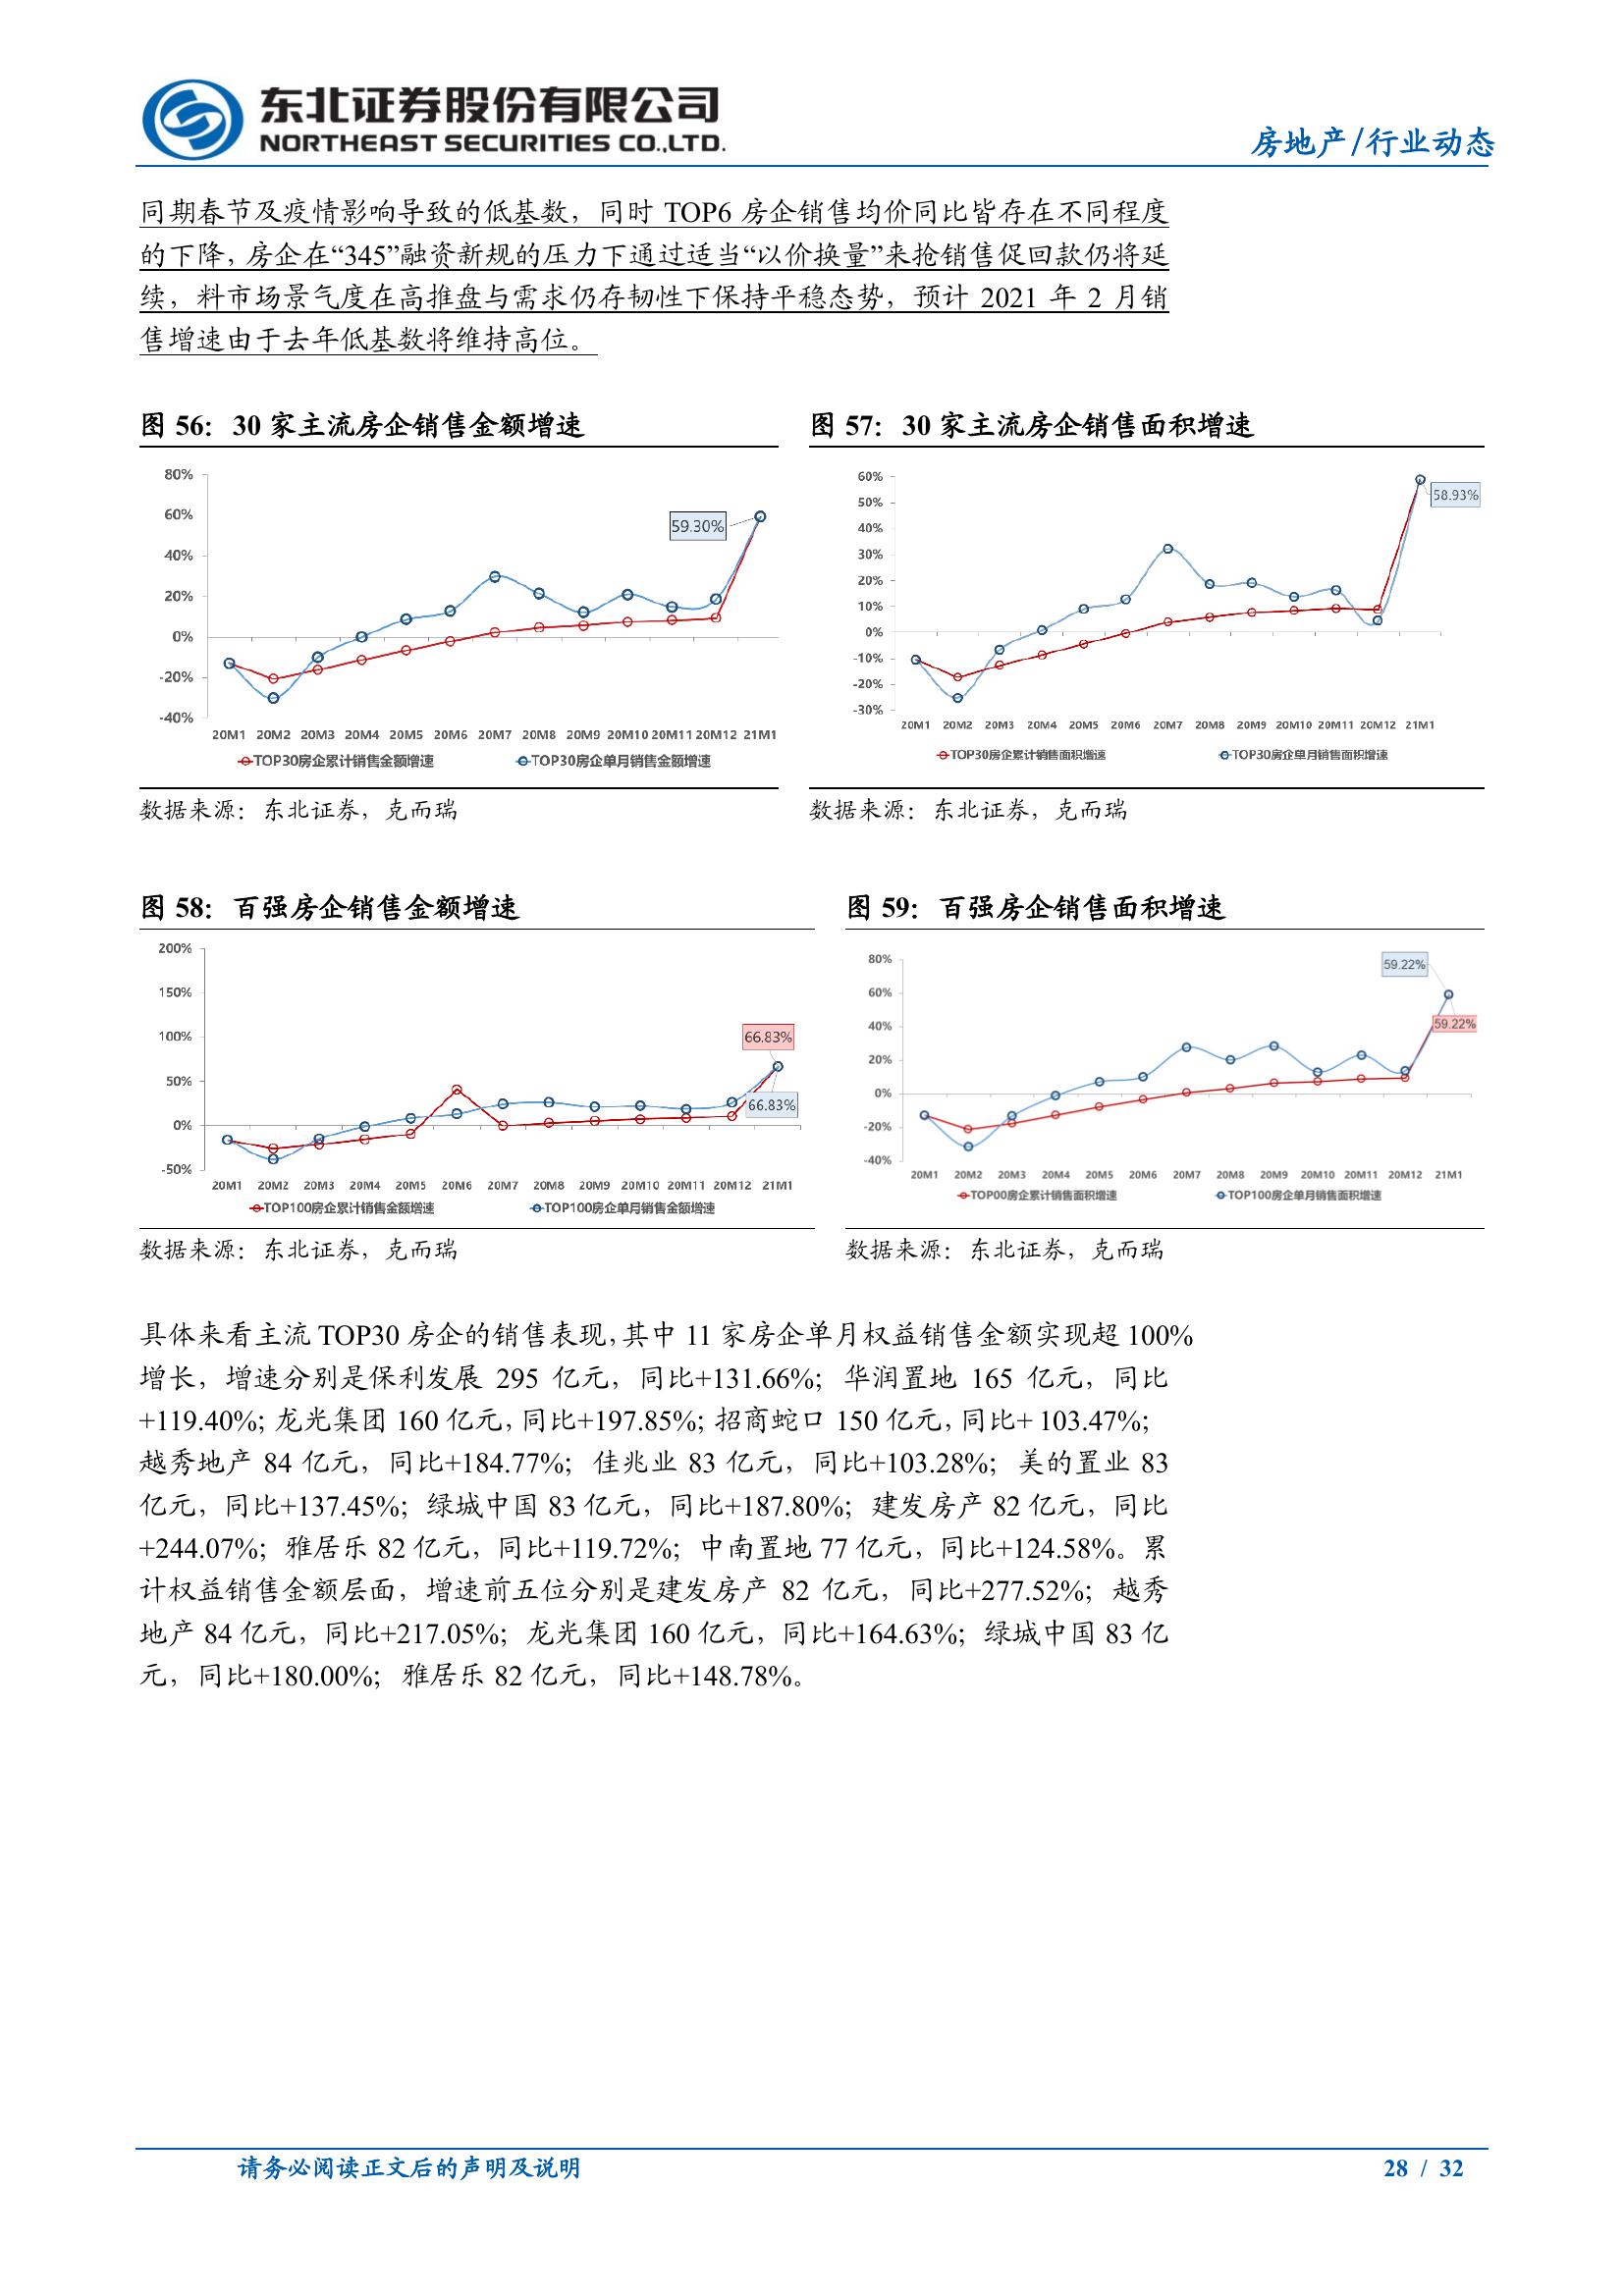 东北证券股份有限公司
NORTHEAST SECURITIES CO.,LTD.
房地产/行业动态
同期春节及疫情影响导致的低基数，同时 TOP6 房企销售均价同比皆存在不同程度
的下降，房企在“345”融资新规的压力下通过适当“以价换量”来抢销售促回款仍将延
续，料市场景气度在高推盘与需求仍存韧性下保持平稳态势，预计 2021 年 2 月销
售增速由于去年低基数将维持高位。
图 56：30 家主流房企销售金额增速
80%
60%
40%
20%
0%
-20%
-40%
59.30%
20M1 20M2 20M3 20M4 20M5 20M6 20M7 20M8 20M9 20M10 20M11 20M12 21M1
TOP30房企累计销售金额增速 TOP30房企单月销售金额增速
数据来源：东北证券，克而瑞
图 57：30 家主流房企销售面积增速
60%
50%
40%
30%
20%
10%
0%
-10%
-20%
-30%
58.93%
20M1 20M2 20M3 20M4 20M5 20M6 20M7 20M8 20M9 20M10 20M11 20M12 21M1
TOP30房企累计销售面积增速 TOP30房企单月销售面积增速
数据来源：东北证券，克而瑞
图 58：百强房企销售金额增速
200%
150%
100%
50%
0%
-50%
66.83%
66.83%
20M1 20M2 20M3 20M4 20M5 20M6 20M7 20M8 20M9 20M10 20M11 20M12 21M1
TOP100房企累计销售金额增速 TOP100房企单月销售金额增速
数据来源：东北证券，克而瑞
图 59：百强房企销售面积增速
80%
60%
40%
20%
0%
-20%
-40%
59.22%
59.22%
20M1 20M2 20M3 20M4 20M5 20M6 20M7 20M8 20M9 20M10 20M11 20M12 21M1
TOP00房企累计销售面积增速 TOP100房企单月销售面积增速
数据来源：东北证券，克而瑞
具体来看主流 TOP30 房企的销售表现，其中 11 家房企单月权益销售金额实现超 100%
增长，增速分别是保利发展 295 亿元，同比+131.66%；华润置地 165 亿元，同比
+119.40%；龙光集团 160 亿元，同比+197.85%；招商蛇口 150 亿元，同比+ 103.47%；
越秀地产 84 亿元，同比+184.77%；佳兆业 83 亿元，同比+103.28%；美的置业 83
亿元，同比+137.45%；绿城中国 83 亿元，同比+187.80%；建发房产 82 亿元，同比
+244.07%；雅居乐 82 亿元，同比+119.72%；中南置地 77 亿元，同比+124.58%。累
计权益销售金额层面，增速前五位分别是建发房产 82 亿元，同比+277.52%；越秀
地产 84 亿元，同比+217.05%；龙光集团 160 亿元，同比+164.63%；绿城中国 83 亿
元，同比+180.00%；雅居乐 82 亿元，同比+148.78%。
请务必阅读正文后的声明及说明
28 / 32